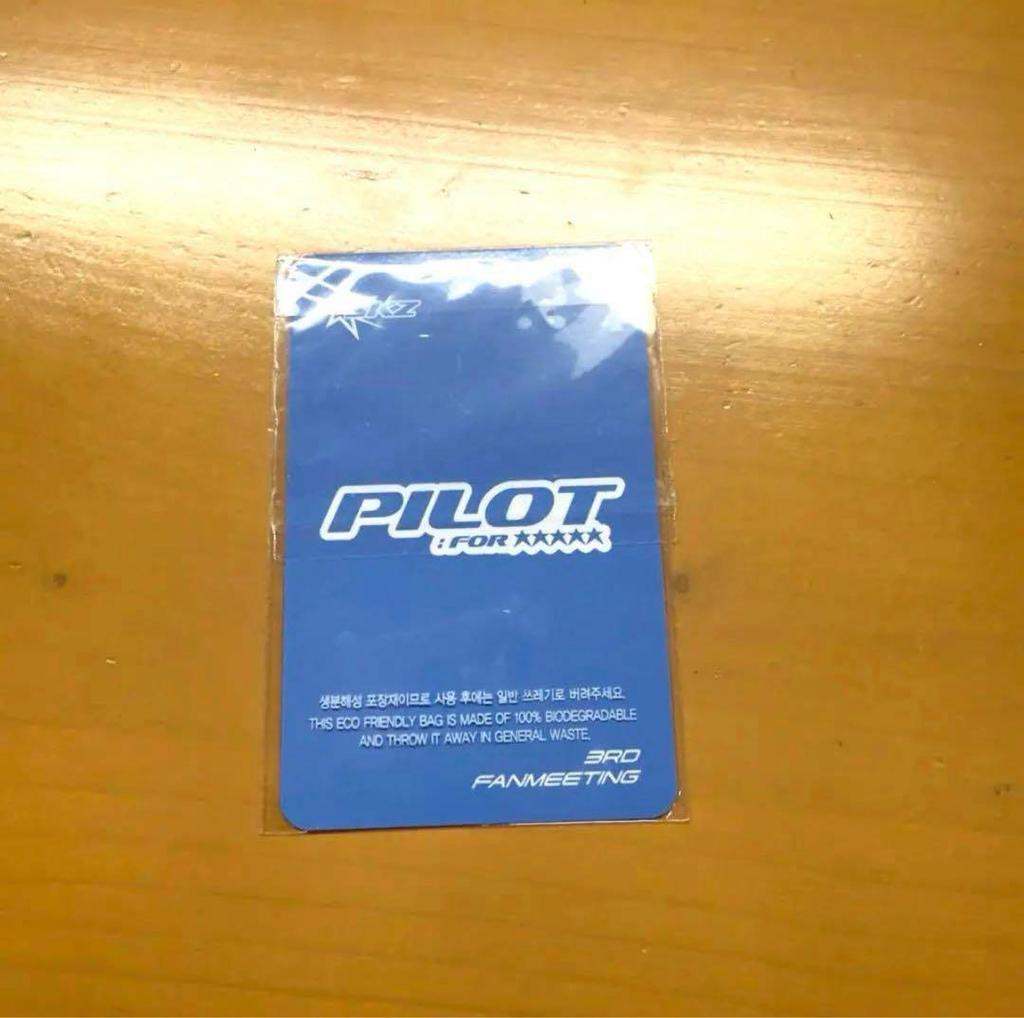 PILOT
:FOR ★★★★★
생분해성 포장재이므로 사용 후에는 일반 쓰레기로 버려주세요.
THIS ECO FRIENDLY BAG IS MADE OF 100% BIODEGRADABLE
AND THROW IT AWAY IN GENERAL WASTE.
3RD
FANMEETING